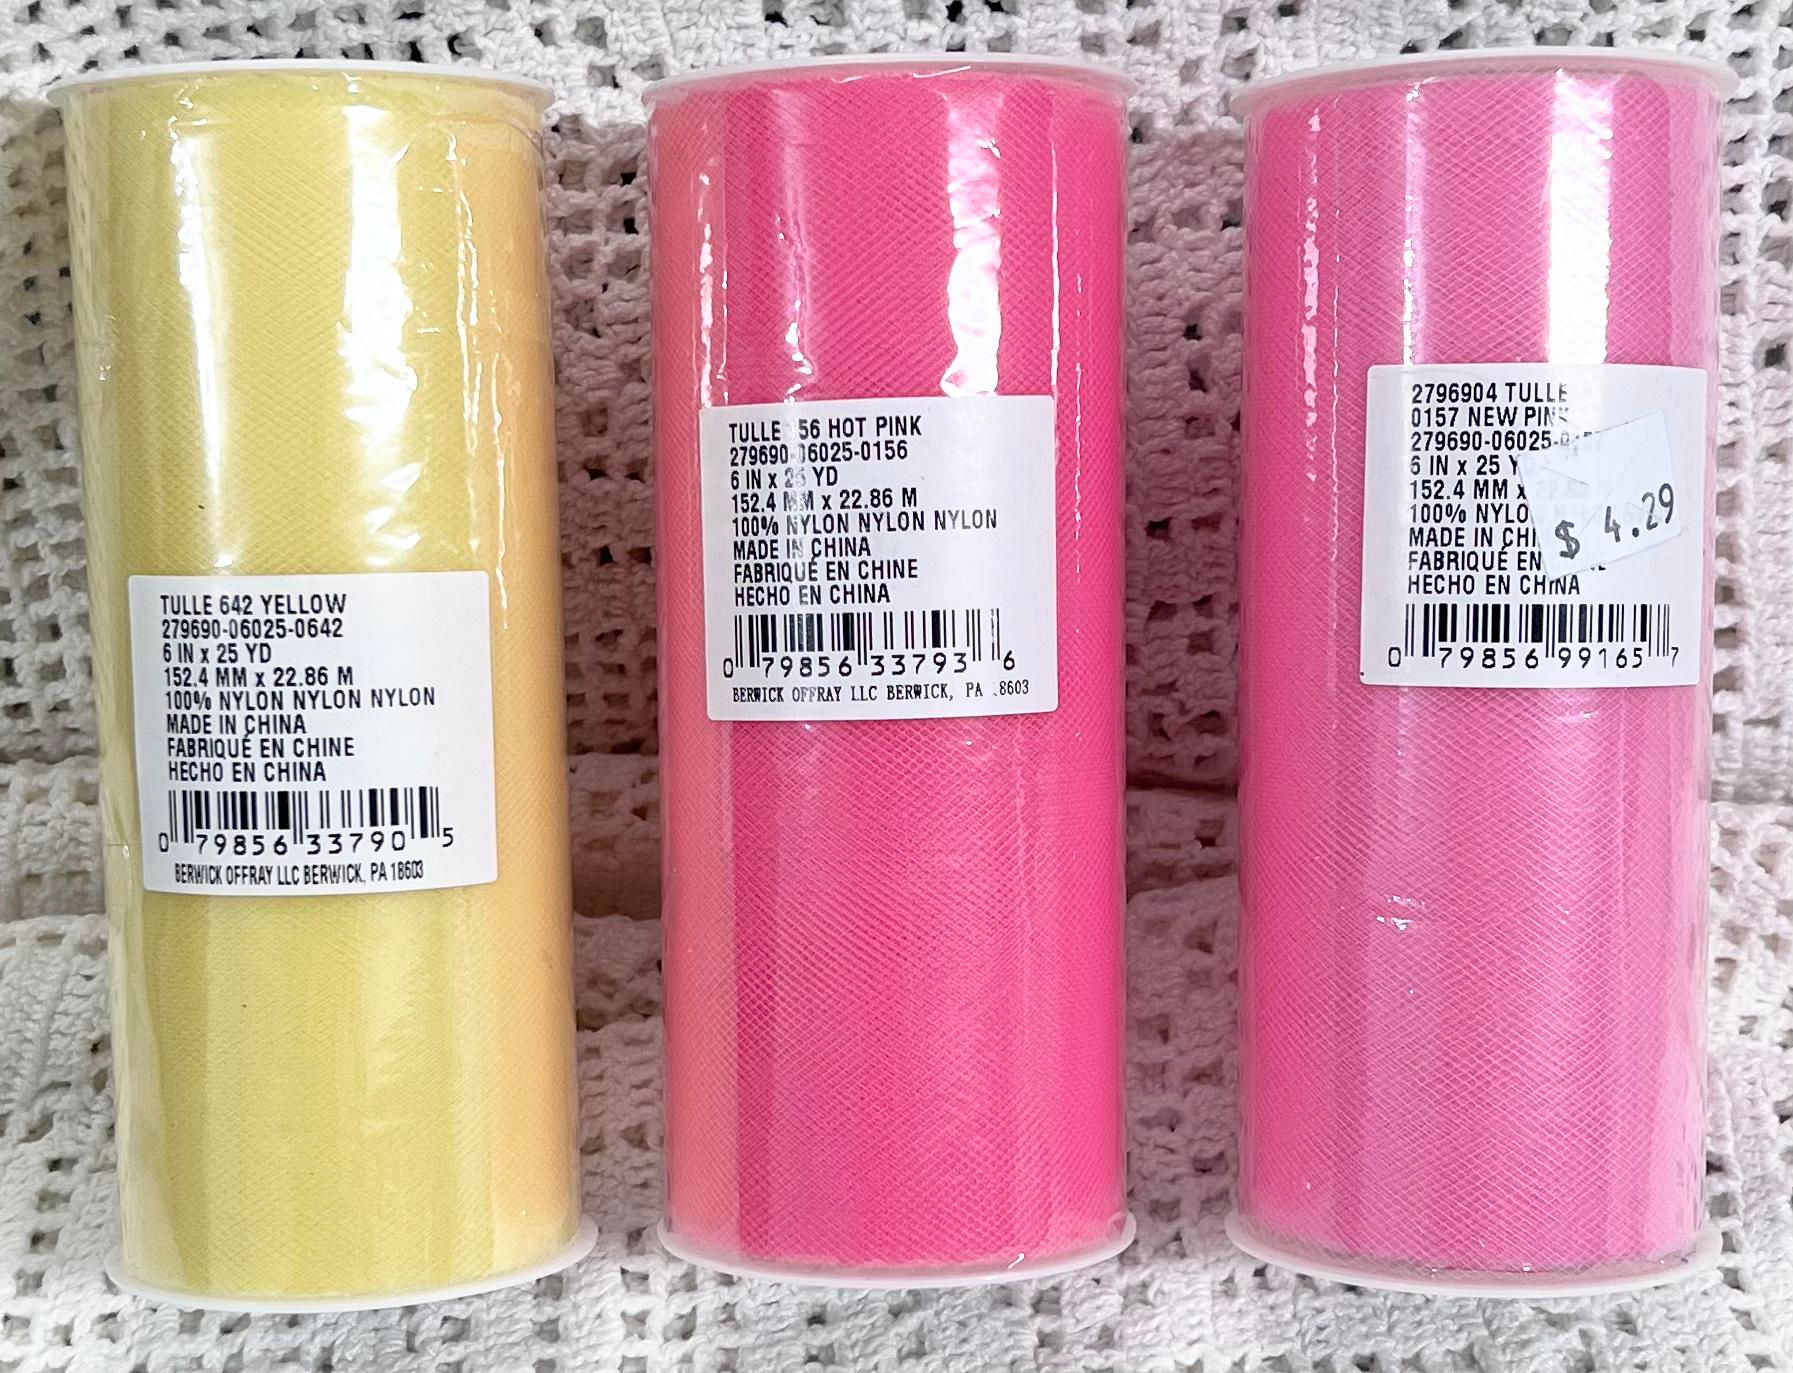 TULLE 642 YELLOW
279690-06025-0642
6 IN x 25 YD
152.4 MM x 22.86 M
100% NYLON NYLON NYLON
MADE IN CHINA
FABRIQUÉ EN CHINE
HECHO EN CHINA
0 79856 33790 5
BERWICK OFFRAY LLC BERWICK, PA 18603
TULLE 56 HOT PINK
279690-06025-0156
6 IN x 25 YD
152.4 MM x 22.86 M
100% NYLON NYLON NYLON
MADE IN CHINA
FABRIQUÉ EN CHINE
HECHO EN CHINA
0 79856 33793 6
BERWICK OFFRAY LLC BERWICK, PA 8603
2796904 TULLE
0157 NEW PINK
279690-06025-0157
6 IN x 25
152.4 MM x
100%
MADE IN
FABRIQUÉ EN
HECHO EN CHINA
$ 4.29
0 79856 99165 7